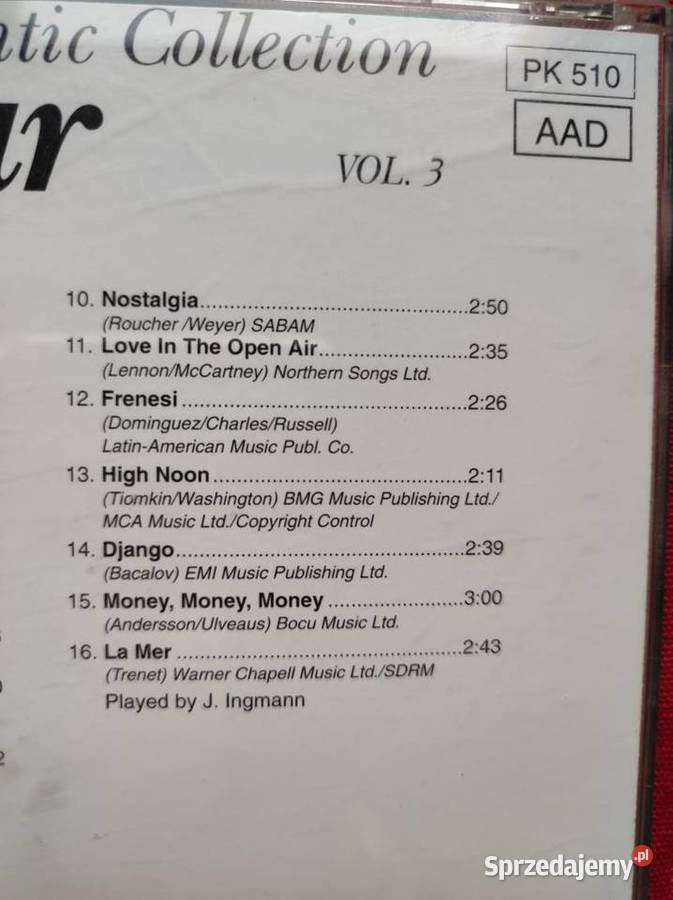 tic Collection
PK 510
AAD
ur
VOL. 3
10. Nostalgia............................................2:50
(Roucher /Weyer) SABAM
11. Love In The Open Air.........................2:35
(Lennon/McCartney) Northern Songs Ltd.
12. Frenesi ................................................2:26
(Dominguez/Charles/Russell)
Latin-American Music Publ. Co.
13. High Noon...........................................2:11
(Tiomkin/Washington) BMG Music Publishing Ltd./
MCA Music Ltd./Copyright Control
14. Django.................................................2:39
(Bacalov) EMI Music Publishing Ltd.
15. Money, Money, Money .......................3:00
(Andersson/Ulveaus) Bocu Music Ltd.
16. La Mer ................................................2:43
(Trenet) Warner Chapell Music Ltd./SDRM
Played by J. Ingmann
Sprzedajemy.pl